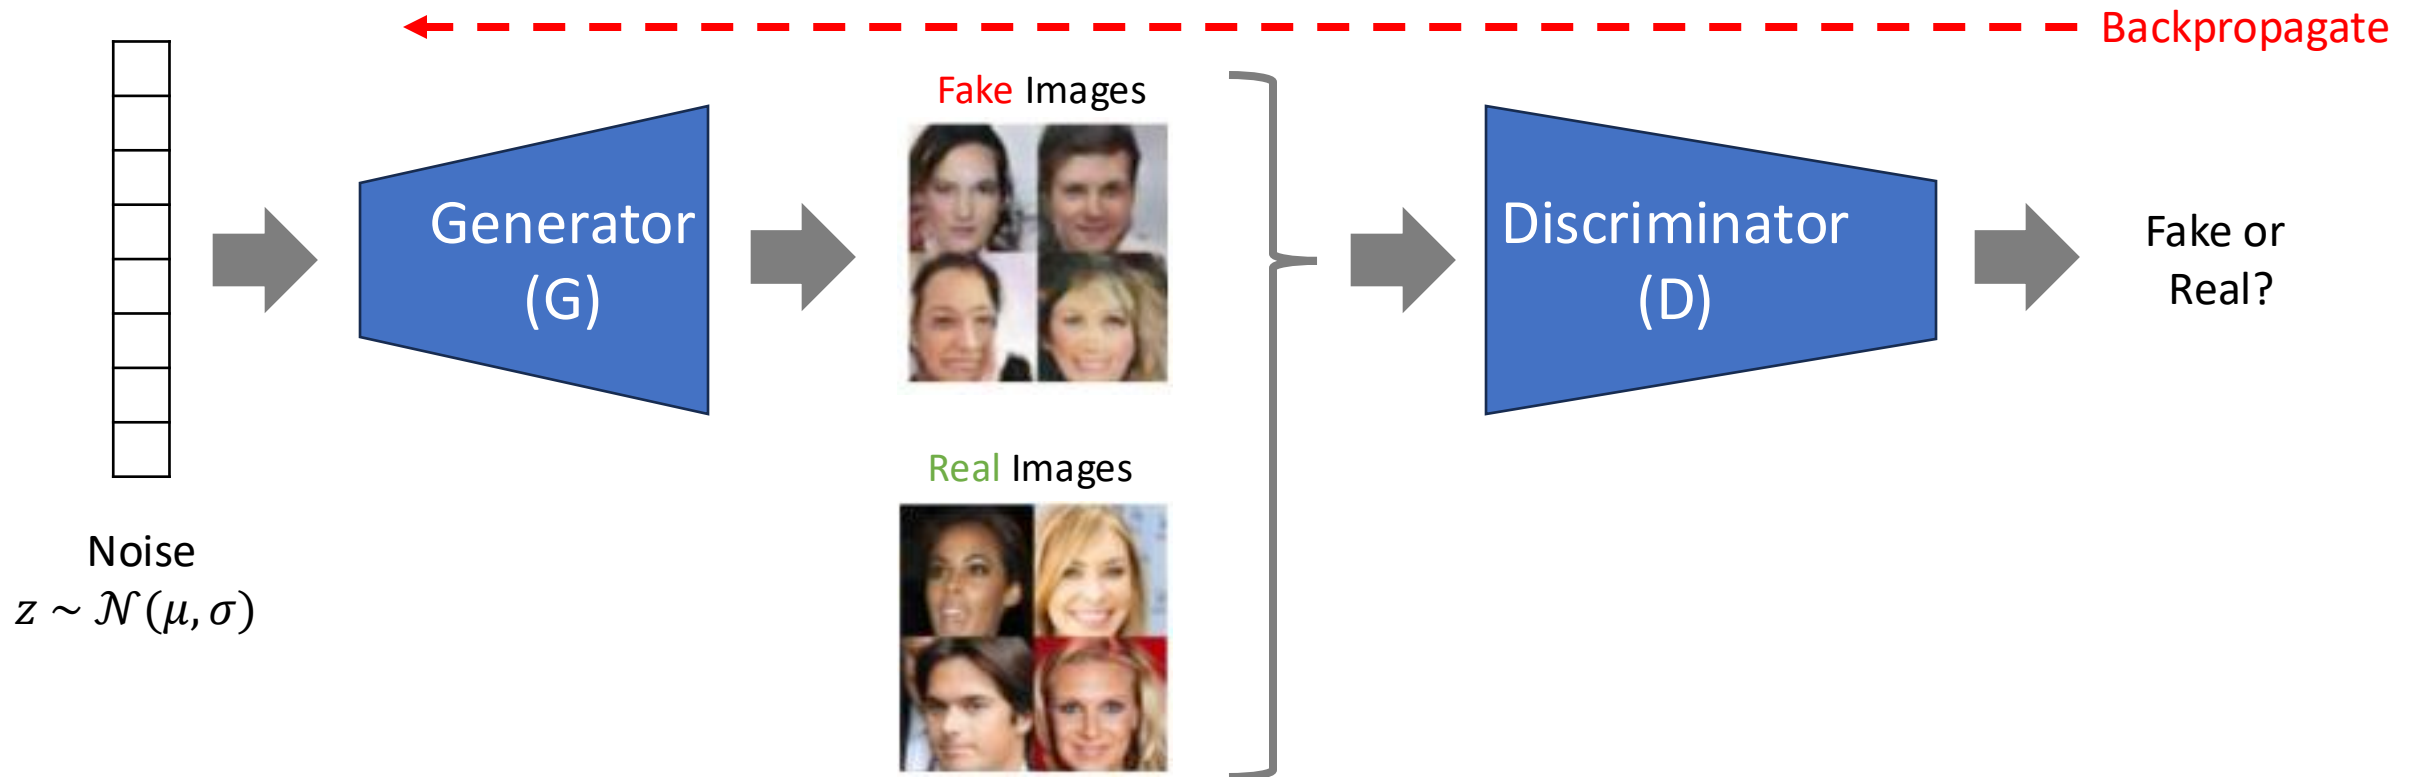 Backpropagate
Fake Images
Generator
(G)
Discriminator
(D)
Fake or
Real?
Real Images
Noise
z ~ 𝒩(μ, σ)